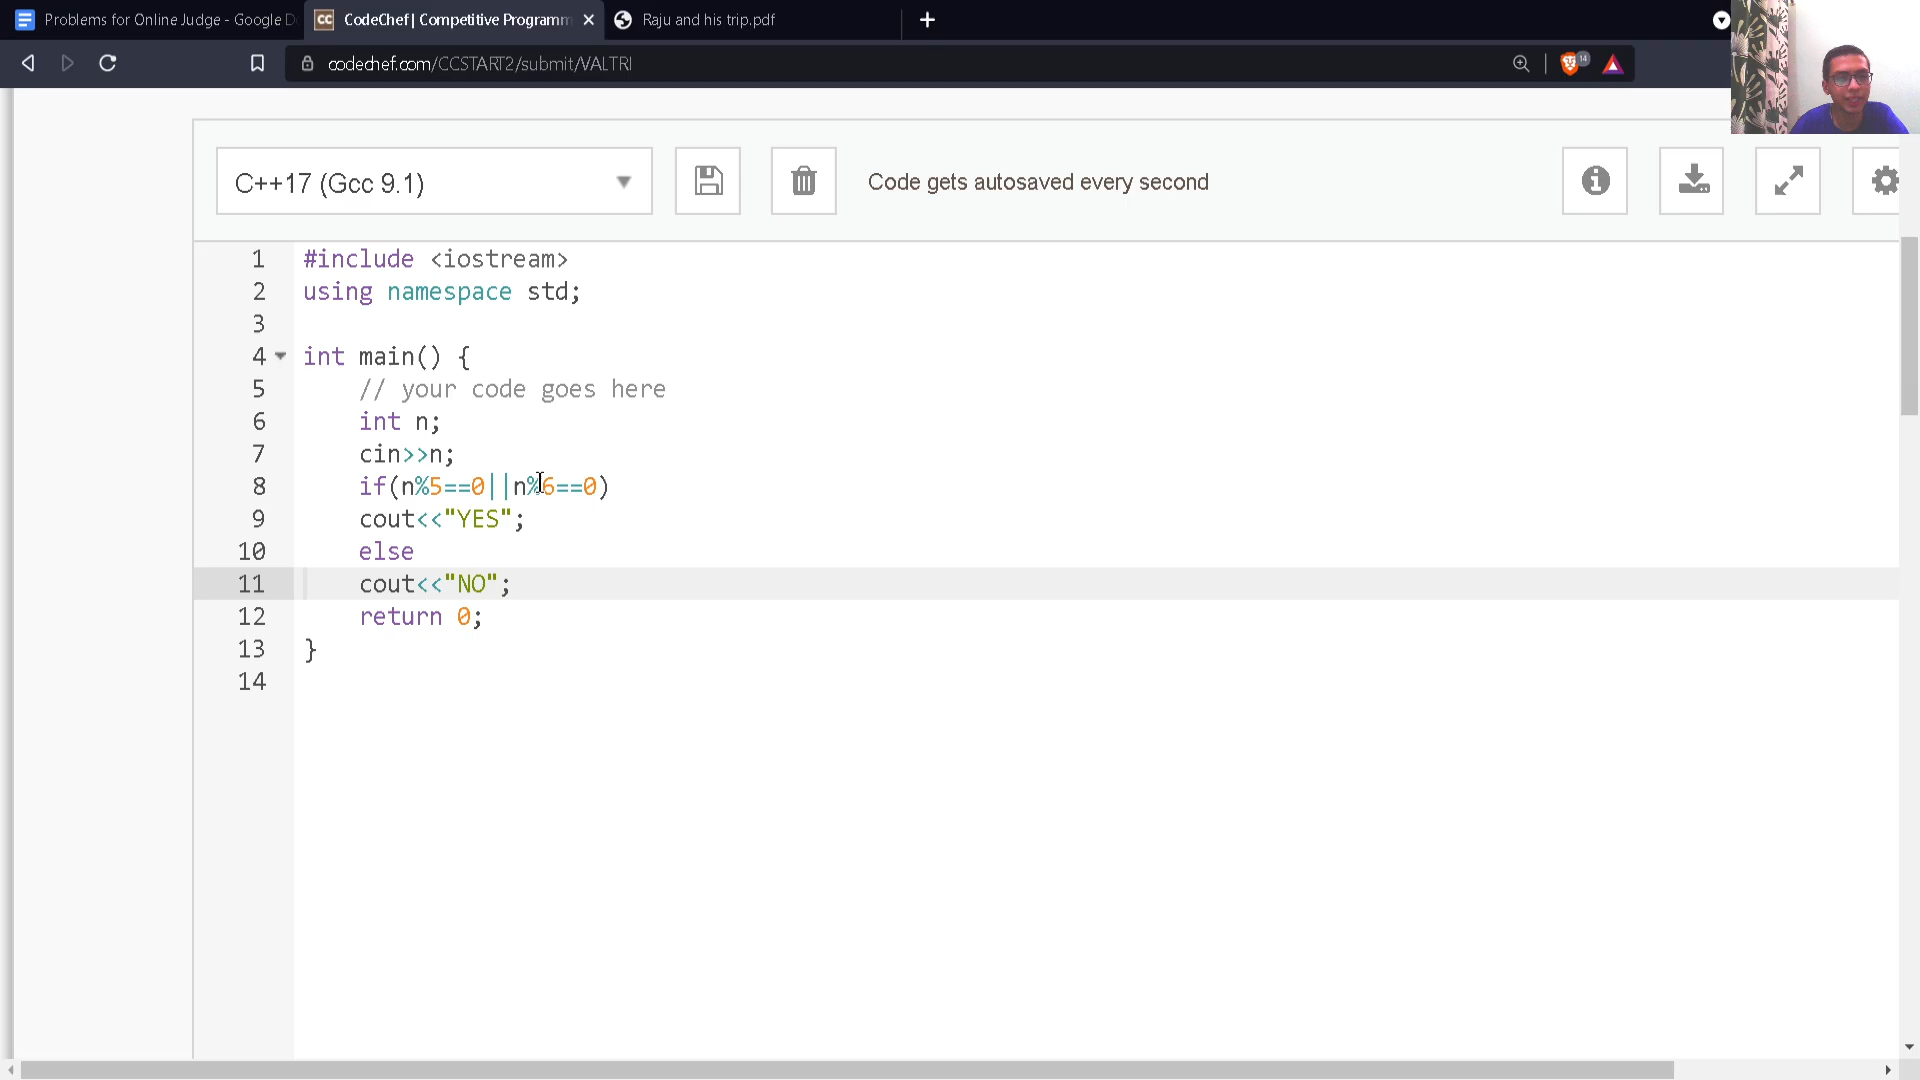 Problems for Online Judge - Google D
CC CodeChef | Competitive Programm
Raju and his trip.pdf
codechef.com/CCSTART2/submit/VALTRI
14
C++17 (Gcc 9.1)
Code gets autosaved every second
1 #include <iostream>
2 using namespace std;
3
4 int main() {
5 // your code goes here
6 int n;
7 cin>>n;
8 if(n%5==0||n%6==0)
9 cout<<"YES";
10 else
11 cout<<"NO";
12 return 0;
13 }
14